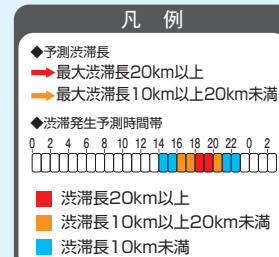 凡 例
◆予測渋滞長
最大渋滞長20km以上
最大渋滞長10km以上20km未満
◆渋滞発生予測時間帯
0 2 4 6 8 10 12 14 16 18 20 22 0 2
渋滞長20km以上
渋滞長10km以上20km未満
渋滞長10km未満